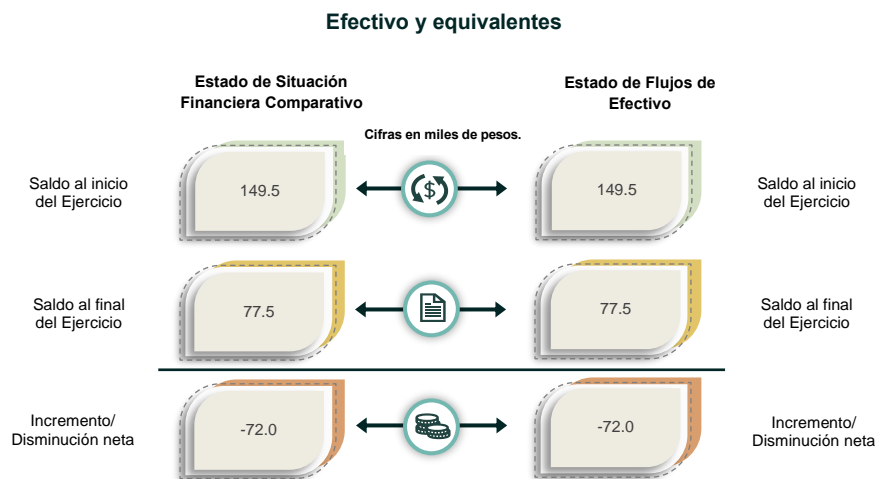 Efectivo y equivalentes
Estado de Situación
Financiera Comparativo
Estado de Flujos de
Efectivo
Cifras en miles de pesos.
Saldo al inicio
del Ejercicio
149.5
$
149.5
Saldo al inicio
del Ejercicio
Saldo al final
del Ejercicio
77.5
77.5
Saldo al final
del Ejercicio
Incremento/
Disminución neta
-72.0
-72.0
Incremento/
Disminución neta